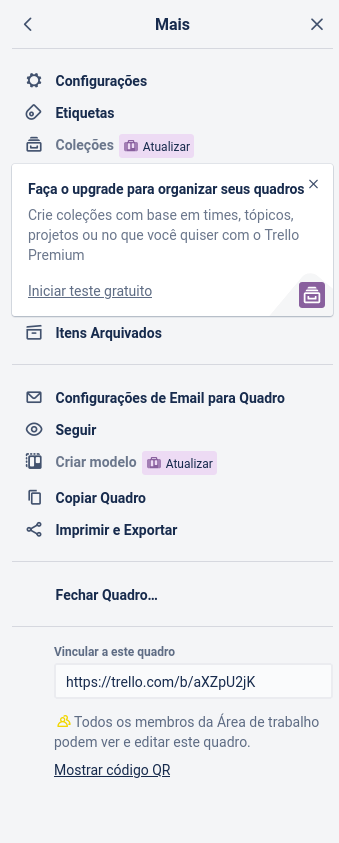 Mais
Configurações
Etiquetas
Coleções Atualizar
Faça o upgrade para organizar seus quadros
Crie coleções com base em times, tópicos,
projetos ou no que você quiser com o Trello
Premium
Iniciar teste gratuito
Itens Arquivados
Configurações de Email para Quadro
Seguir
Criar modelo Atualizar
Copiar Quadro
Imprimir e Exportar
Fechar Quadro...
Vincular a este quadro
https://trello.com/b/aXZpU2jK
Todos os membros da Área de trabalho
podem ver e editar este quadro.
Mostrar código QR